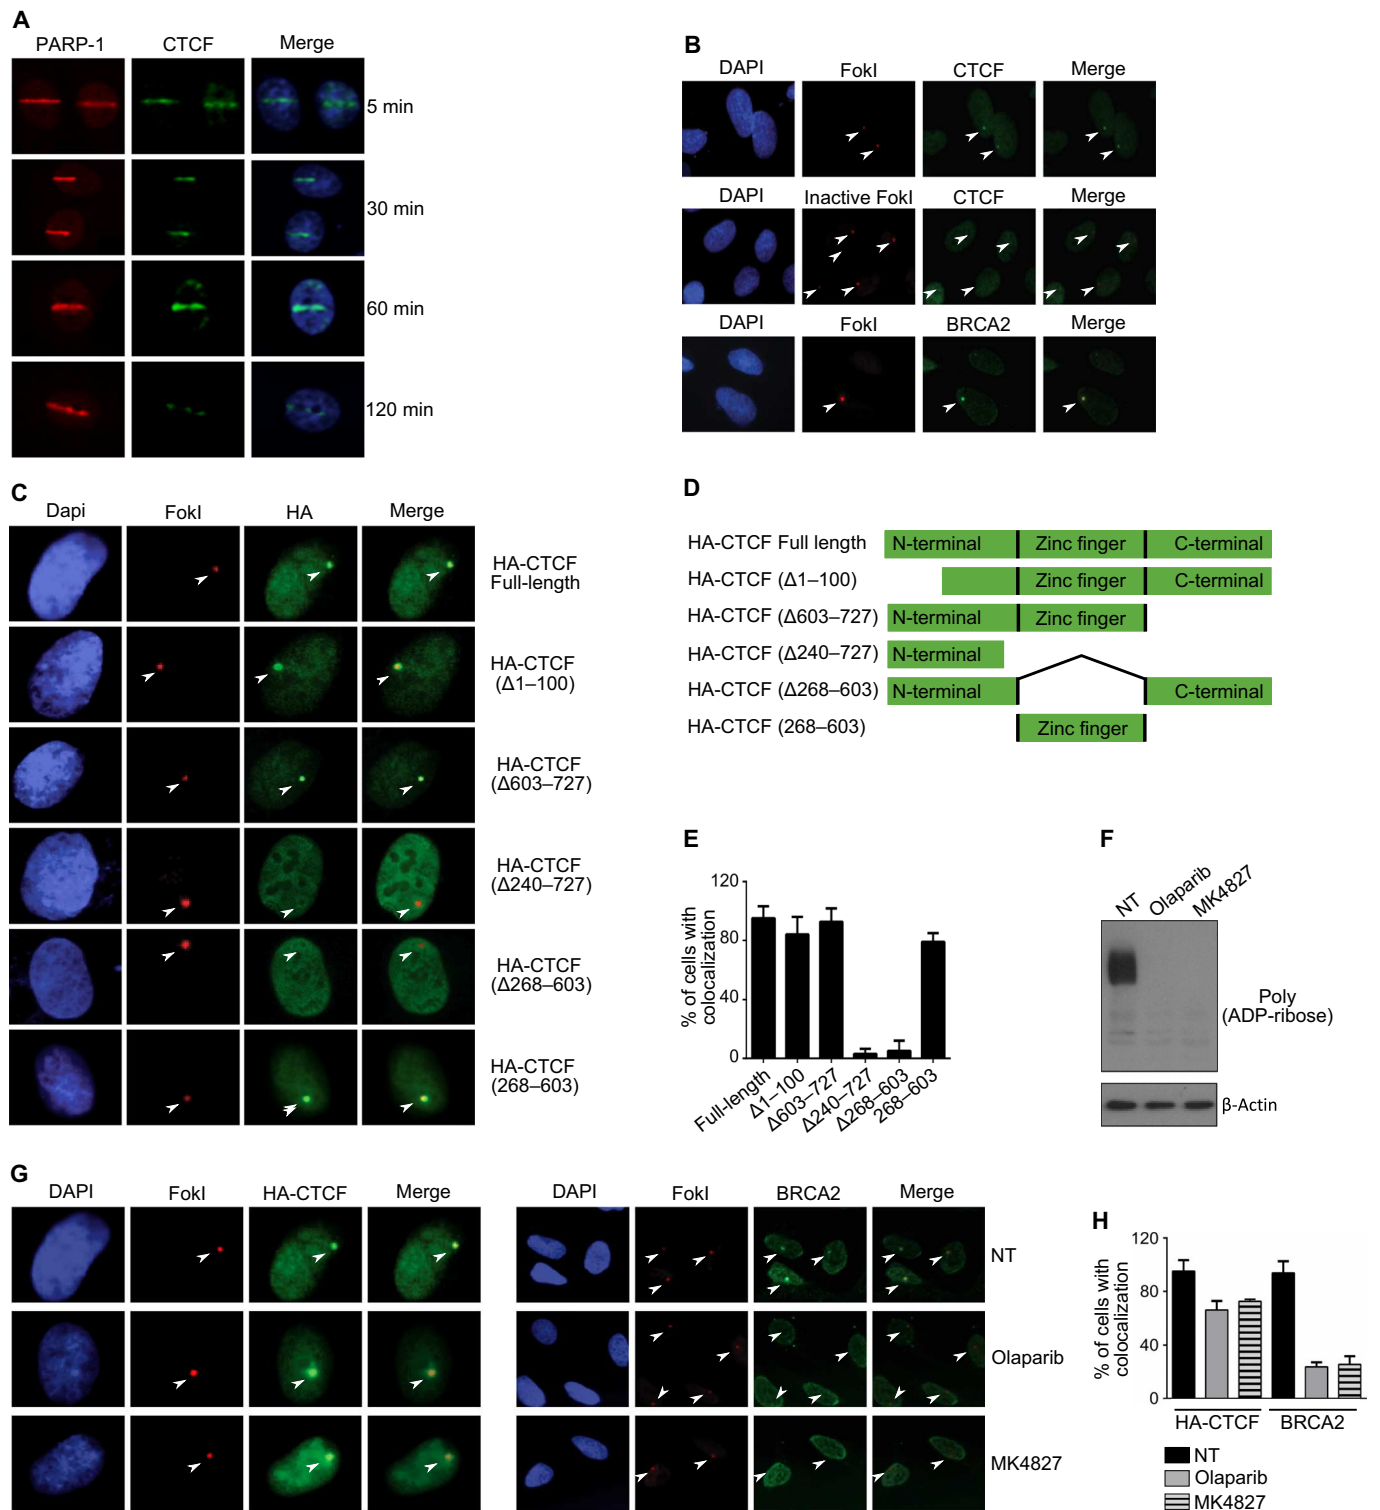 A
PARP-1 CTCF Merge
5 min
30 min
60 min
120 min
B
DAPI FokI CTCF Merge
DAPI Inactive FokI CTCF Merge
DAPI FokI BRCA2 Merge
C
Dapi FokI HA Merge
HA-CTCF
Full-length
HA-CTCF
(Δ1–100)
HA-CTCF
(Δ603–727)
HA-CTCF
(Δ240–727)
HA-CTCF
(Δ268–603)
HA-CTCF
(268–603)
D
HA-CTCF Full length N-terminal Zinc finger C-terminal
HA-CTCF (Δ1–100) Zinc finger C-terminal
HA-CTCF (Δ603–727) N-terminal Zinc finger
HA-CTCF (Δ240–727) N-terminal
HA-CTCF (Δ268–603) N-terminal C-terminal
HA-CTCF (268–603) Zinc finger
E
% of cells with
colocalization
120
80
40
0
Full-length Δ1–100 Δ603–727 Δ240–727 Δ268–603 268–603
F
NT Olaparib MK4827
Poly
(ADP-ribose)
β-Actin
G
DAPI FokI HA-CTCF Merge DAPI FokI BRCA2 Merge
NT
Olaparib
MK4827
H
% of cells with
colocalization
120
80
40
0
HA-CTCF BRCA2
NT
Olaparib
MK4827